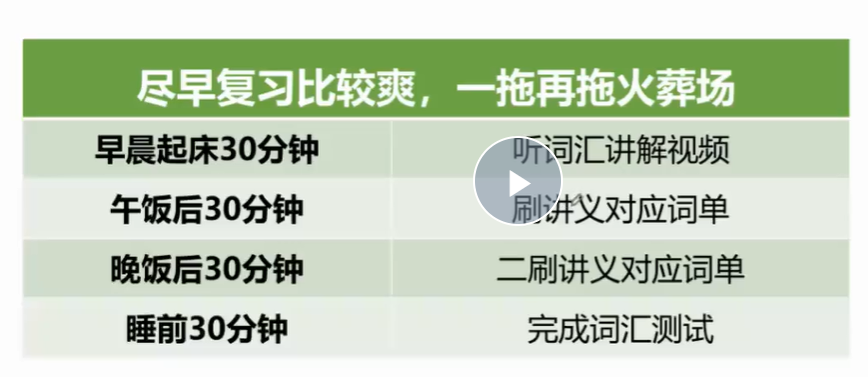 尽早复习比较爽，一拖再拖火葬场
早晨起床30分钟 听词汇讲解视频
午饭后30分钟 刷讲义对应词单
晚饭后30分钟 二刷讲义对应词单
睡前30分钟 完成词汇测试